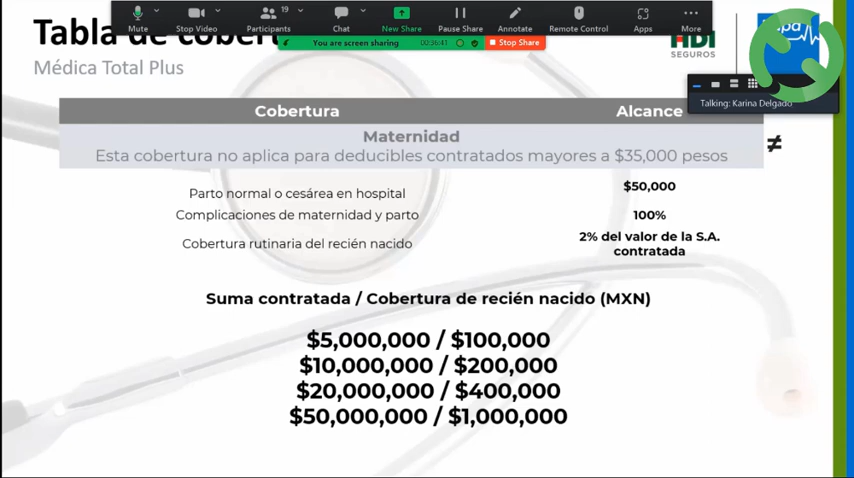 Mute
Stop Video
19
Participants
Chat
New Share
Pause Share
Annotate
Remote Control
Apps
More
You are screen sharing
00:36:41
Stop Share
Tabla de
Médica Total Plus
HDI
SEGUROS
Talking: Karina Delgado
Cobertura Alcance
Maternidad
Esta cobertura no aplica para deducibles contratados mayores a $35,000 pesos
≠
Parto normal o cesárea en hospital $50,000
Complicaciones de maternidad y parto 100%
Cobertura rutinaria del recién nacido 2% del valor de la S.A.
contratada
Suma contratada / Cobertura de recién nacido (MXN)
$5,000,000 / $100,000
$10,000,000 / $200,000
$20,000,000 / $400,000
$50,000,000 / $1,000,000